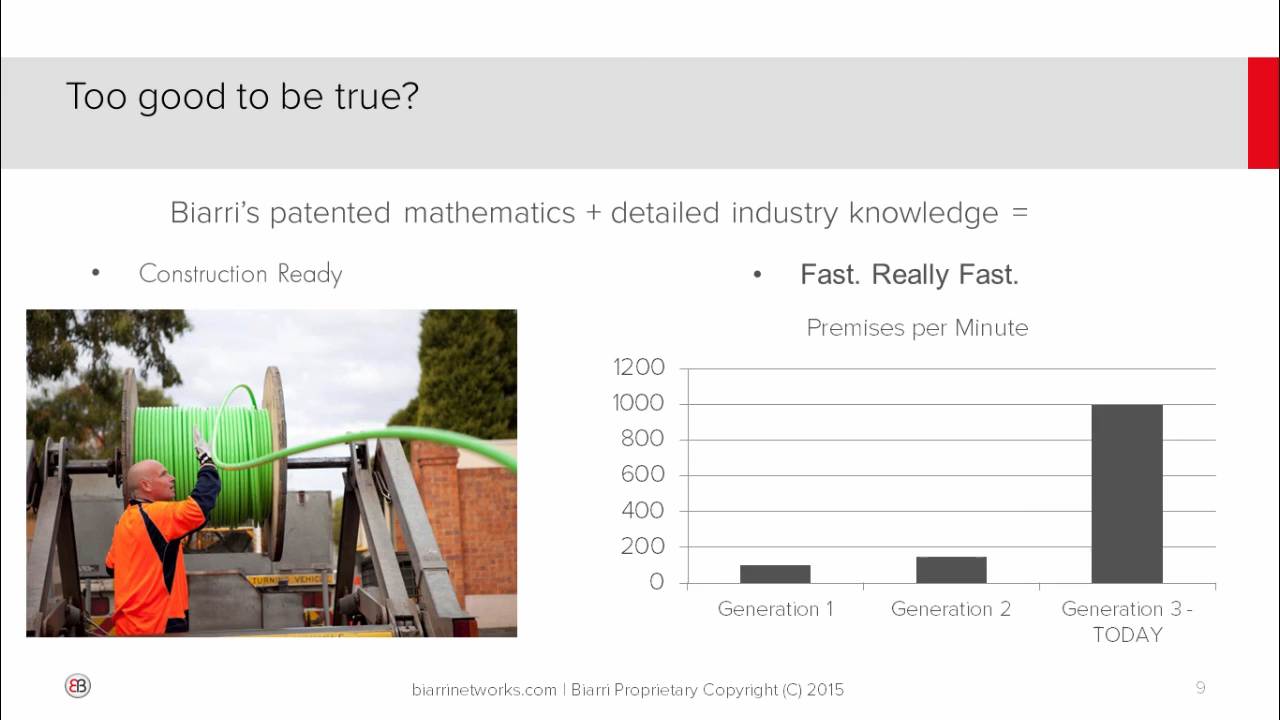 Too good to be true?
Biarri's patented mathematics + detailed industry knowledge =
• Construction Ready
• Fast. Really Fast.
Premises per Minute
1200
1000
800
600
400
200
0
Generation 1
Generation 2
Generation 3 -
TODAY
TURNING VEHICLE
biarrinetworks.com | Biarri Proprietary Copyright (C) 2015
9